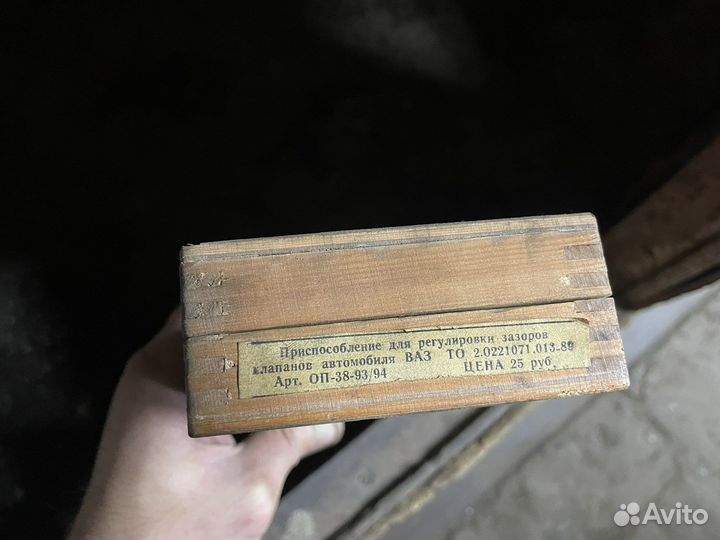 Приспособление для регулировки зазоров
клапанов автомобиля ВАЗ ТО 2.0221071.013-89
Арт. ОП-38-93/94 ЦЕНА 25 руб.
Avito